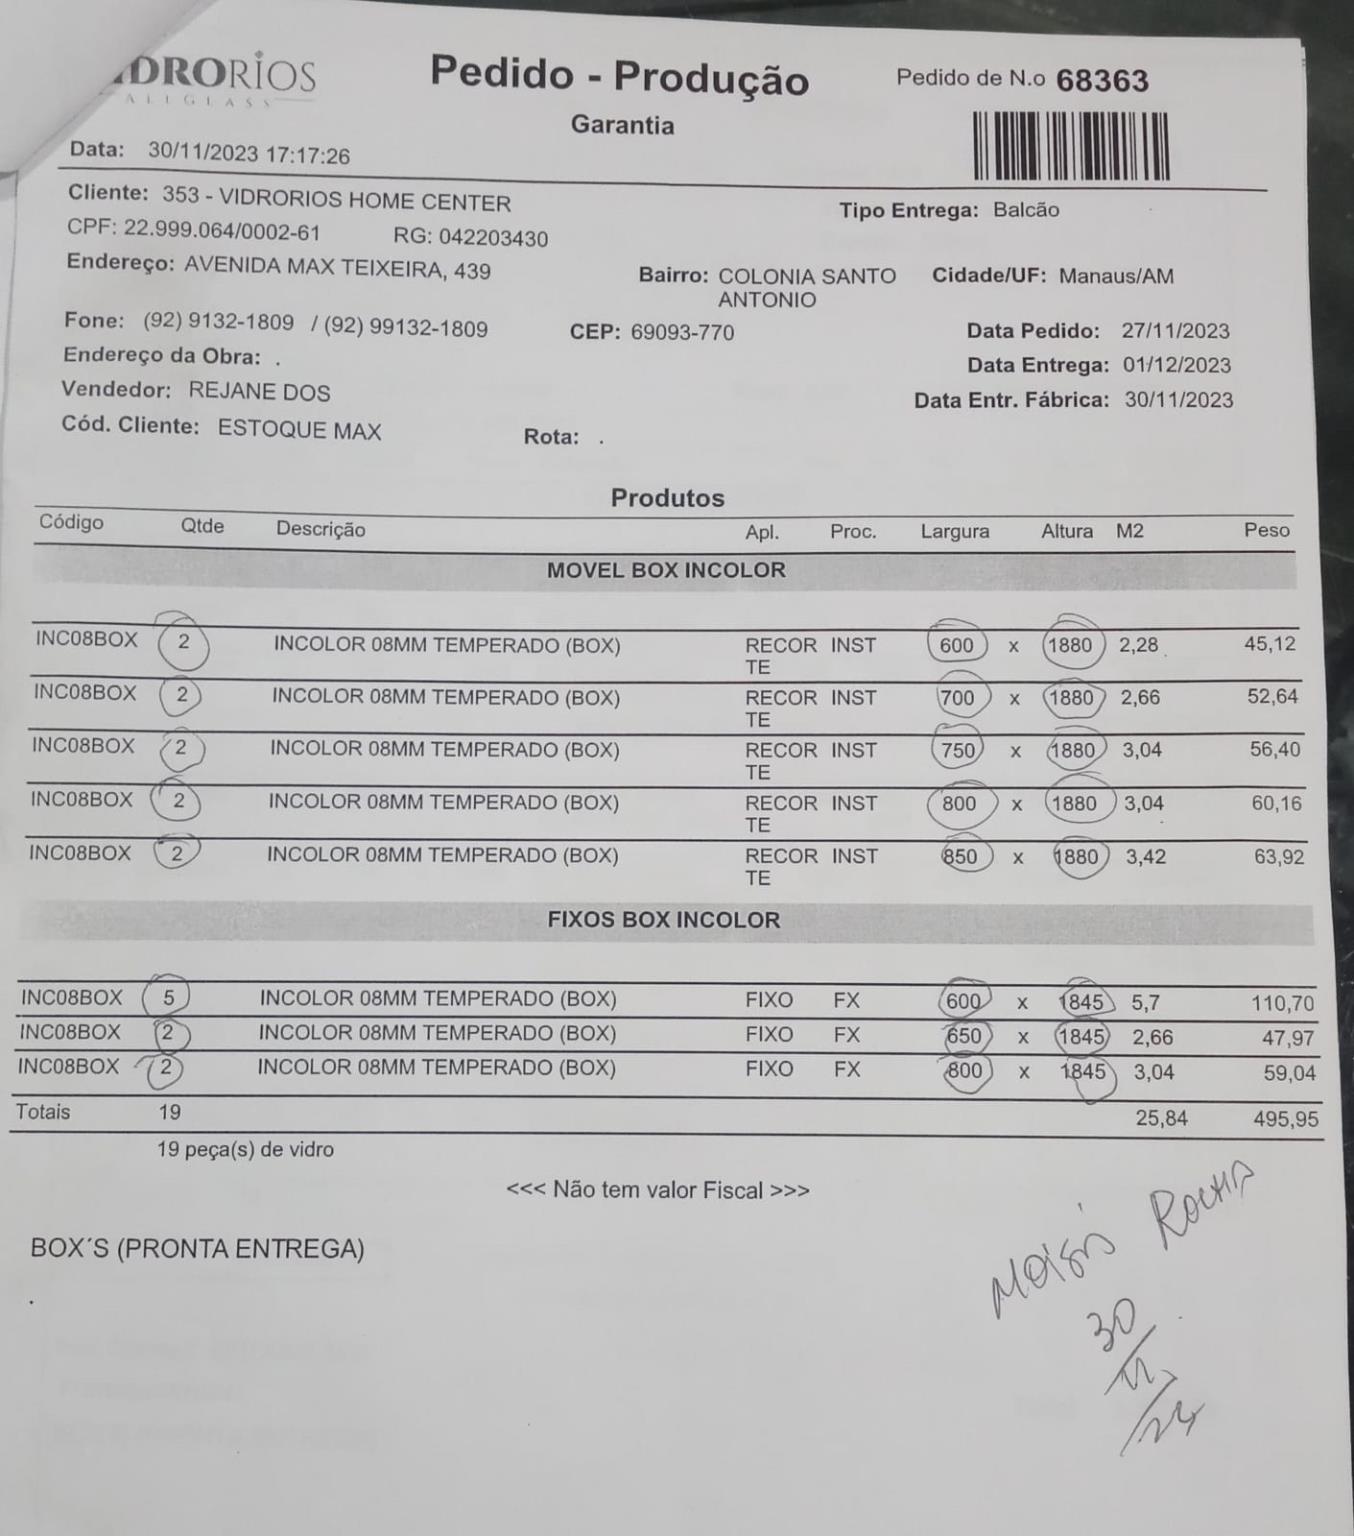 DRORIOS
ALLGLASS
Pedido - Produção
Pedido de N.o 68363
Garantia
Data: 30/11/2023 17:17:26
Cliente: 353 - VIDRORIOS HOME CENTER
Tipo Entrega: Balcão
CPF: 22.999.064/0002-61 RG: 042203430
Endereço: AVENIDA MAX TEIXEIRA, 439 Bairro: COLONIA SANTO ANTONIO Cidade/UF: Manaus/AM
Fone: (92) 9132-1809 / (92) 99132-1809 CEP: 69093-770 Data Pedido: 27/11/2023
Endereço da Obra: . Data Entrega: 01/12/2023
Vendedor: REJANE DOS Data Entr. Fábrica: 30/11/2023
Cód. Cliente: ESTOQUE MAX Rota: .
Produtos
Código Qtde Descrição Apl. Proc. Largura Altura M2 Peso
MOVEL BOX INCOLOR
INC08BOX 2 INCOLOR 08MM TEMPERADO (BOX) RECORTE INST 600 x 1880 2,28 45,12
INC08BOX 2 INCOLOR 08MM TEMPERADO (BOX) RECORTE INST 700 x 1880 2,66 52,64
INC08BOX 2 INCOLOR 08MM TEMPERADO (BOX) RECORTE INST 750 x 1880 3,04 56,40
INC08BOX 2 INCOLOR 08MM TEMPERADO (BOX) RECORTE INST 800 x 1880 3,04 60,16
INC08BOX 2 INCOLOR 08MM TEMPERADO (BOX) RECORTE INST 850 x 1880 3,42 63,92
FIXOS BOX INCOLOR
INC08BOX 5 INCOLOR 08MM TEMPERADO (BOX) FIXO FX 600 x 1845 5,7 110,70
INC08BOX 2 INCOLOR 08MM TEMPERADO (BOX) FIXO FX 650 x 1845 2,66 47,97
INC08BOX 2 INCOLOR 08MM TEMPERADO (BOX) FIXO FX 800 x 1845 3,04 59,04
Totais 19 25,84 495,95
19 peça(s) de vidro
<<< Não tem valor Fiscal >>>
BOX´S (PRONTA ENTREGA)
.
Moisés Rocha
30
/11
/24